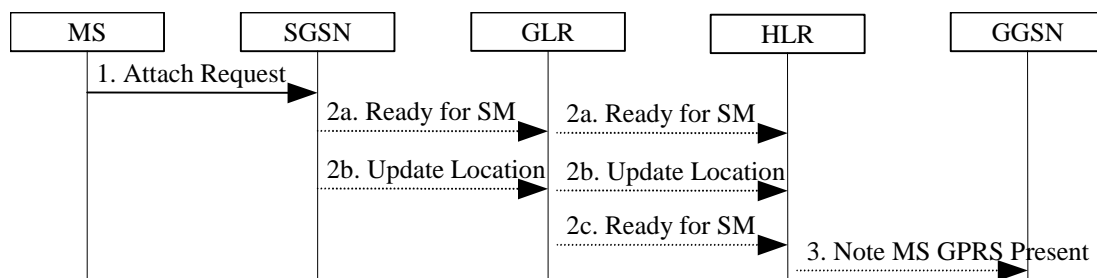 MS SGSN GLR HLR GGSN
1. Attach Request
2a. Ready for SM 2a. Ready for SM
2b. Update Location 2b. Update Location
2c. Ready for SM
3. Note MS GPRS Present